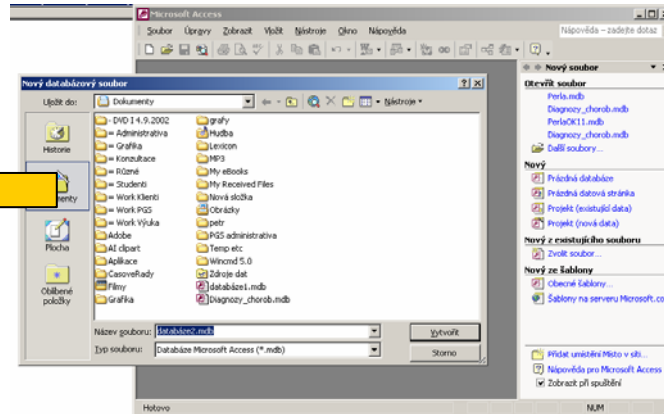 Microsoft Access
Soubor Úpravy Zobrazit Vložit Nástroje Okno Nápověda
Nápověda – zadejte dotaz
Nový databázový soubor
Uložit do: Dokumenty
Nástroje
Historie
menty
Plocha
Oblíbené položky
- DVD I 4.9.2002
= Administrativa
= Grafika
= Konzultace
= Různé
= Studenti
= Work Klienti
= Work PGS
= Work Výuka
Adobe
AI clipart
Aplikace
CasoveRady
Filmy
Grafika
grafy
Hudba
Lexicon
MP3
My eBooks
My Received Files
Nová složka
Obrázky
petr
PGS administrativa
Temp etc
Wincmd 5.0
Zdroje dat
databáze1.mdb
Diagnozy_chorob.mdb
Název souboru: databáze2.mdb
Vytvořit
Typ souboru: Databáze Microsoft Access (*.mdb)
Storno
Nový soubor
Otevřít soubor
Perla.mdb
Diagnozy_chorob.mdb
PerlaOK11.mdb
Diagnozy_chorob.mdb
Další soubory...
Nový
Prázdná databáze
Prázdná datová stránka
Projekt (existující data)
Projekt (nová data)
Nový z existujícího souboru
Zvolit soubor...
Nový ze šablony
Obecné šablony...
Šablony na serveru Microsoft.co
Přidat umístění Místo v síti...
Nápověda pro Microsoft Access
Zobrazit při spuštění
Hotovo
NUM